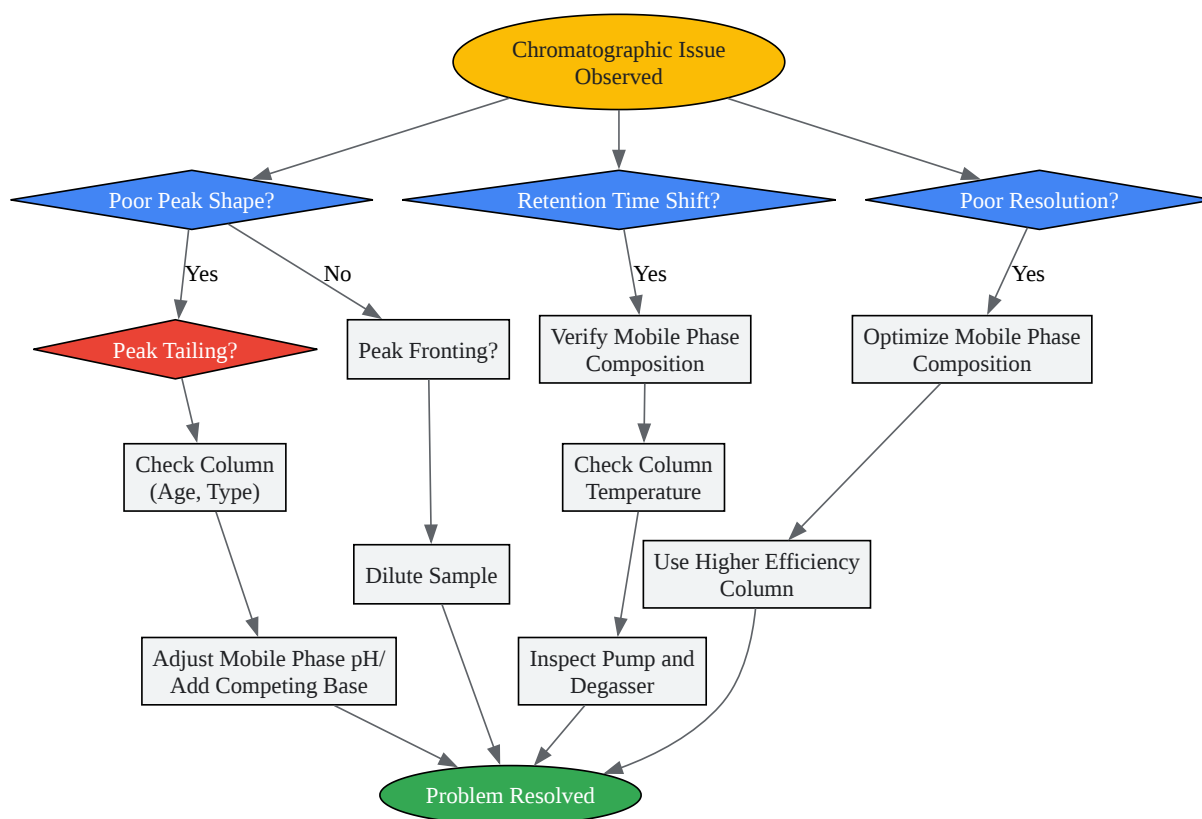 Chromatographic Issue
Observed
Poor Peak Shape?
Retention Time Shift?
Poor Resolution?
Yes
No
Yes
Yes
Peak Tailing?
Peak Fronting?
Verify Mobile Phase
Composition
Optimize Mobile Phase
Composition
Check Column
(Age, Type)
Check Column
Temperature
Dilute Sample
Use Higher Efficiency
Column
Adjust Mobile Phase pH/
Add Competing Base
Inspect Pump and
Degasser
Problem Resolved